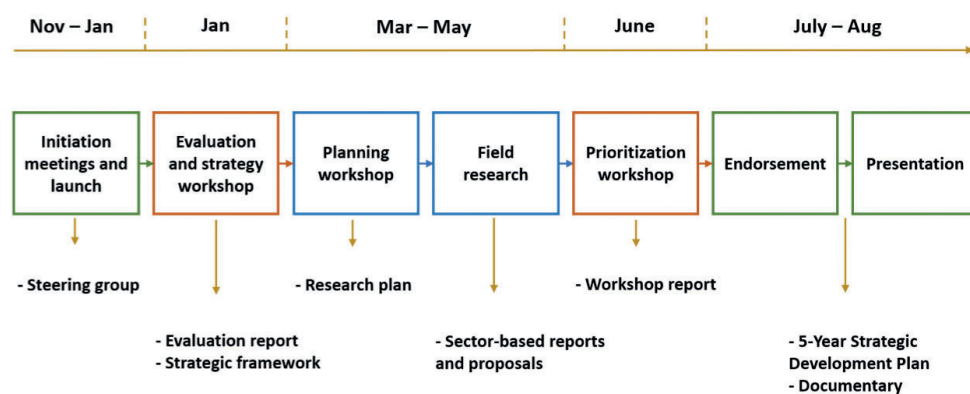 Nov – Jan
Jan
Mar – May
June
July – Aug
Initiation
meetings and
launch
Evaluation
and strategy
workshop
Planning
workshop
Field
research
Prioritization
workshop
Endorsement
Presentation
- Steering group
- Evaluation report
- Strategic framework
- Research plan
- Sector-based reports
and proposals
- Workshop report
- 5-Year Strategic
Development Plan
- Documentary